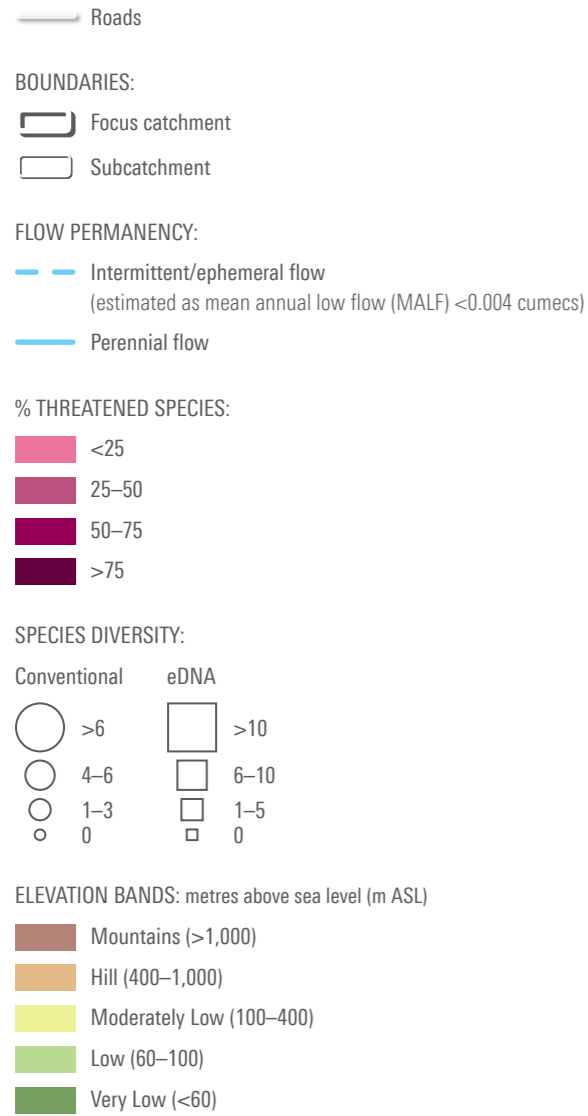 Roads
BOUNDARIES:
Focus catchment
Subcatchment
FLOW PERMANENCY:
Intermittent/ephemeral flow
(estimated as mean annual low flow (MALF) <0.004 cumecs)
Perennial flow
% THREATENED SPECIES:
<25
25–50
50–75
>75
SPECIES DIVERSITY:
Conventional eDNA
>6 >10
4–6 6–10
1–3 1–5
0 0
ELEVATION BANDS: metres above sea level (m ASL)
Mountains (>1,000)
Hill (400–1,000)
Moderately Low (100–400)
Low (60–100)
Very Low (<60)